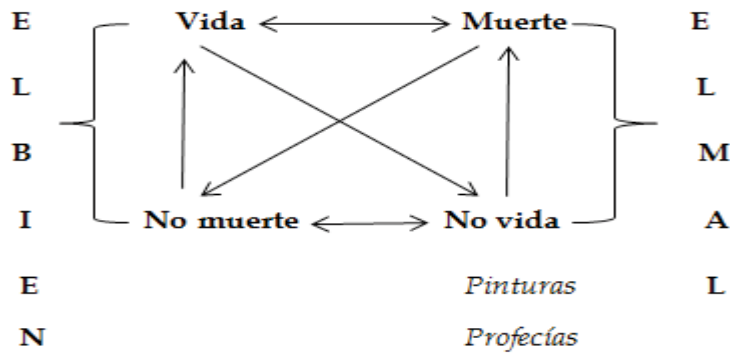 E Vida Muerte E
L L
B M
I No muerte No vida A
E Pinturas L
N Profecías